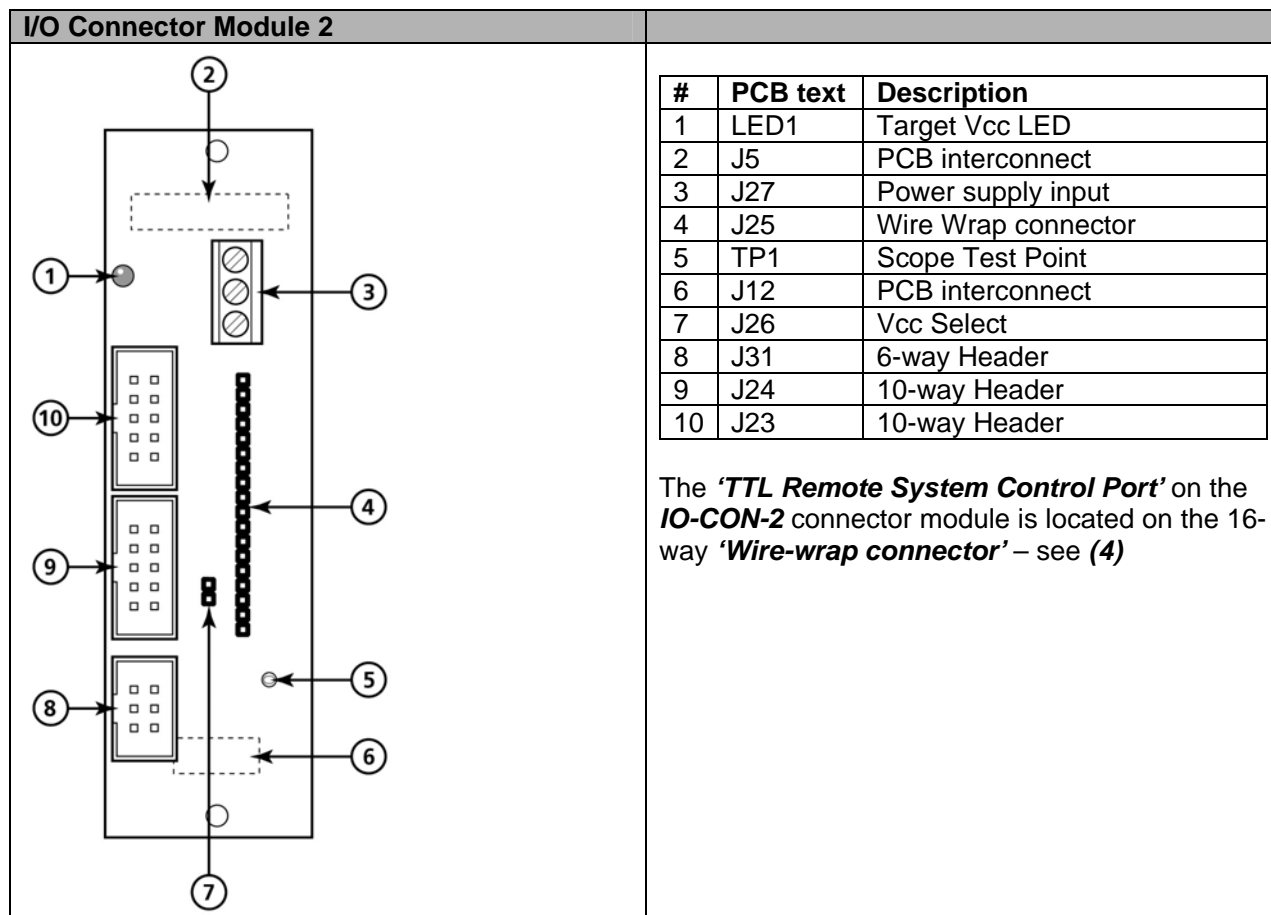 I/O Connector Module 2
2
1
3
10
4
9
5
8
6
7
# PCB text Description
1 LED1 Target Vcc LED
2 J5 PCB interconnect
3 J27 Power supply input
4 J25 Wire Wrap connector
5 TP1 Scope Test Point
6 J12 PCB interconnect
7 J26 Vcc Select
8 J31 6-way Header
9 J24 10-way Header
10 J23 10-way Header
The ‘TTL Remote System Control Port’ on the
IO-CON-2 connector module is located on the 16-
way ‘Wire-wrap connector’ – see (4)